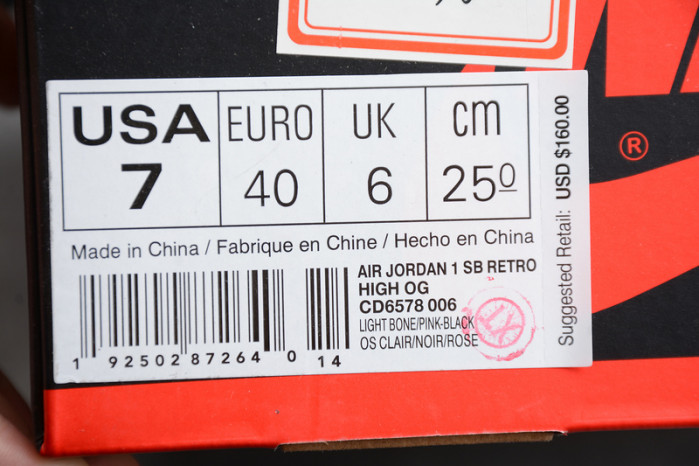 USA EURO UK cm
7 40 6 25 0
Made in China / Fabrique en Chine / Hecho en China
AIR JORDAN 1 SB RETRO
HIGH OG
CD6578 006
LIGHT BONE/PINK-BLACK
OS CLAIR/NOIR/ROSE
1 92502 87264 0 14
Suggested Retail: USD $160.00
®